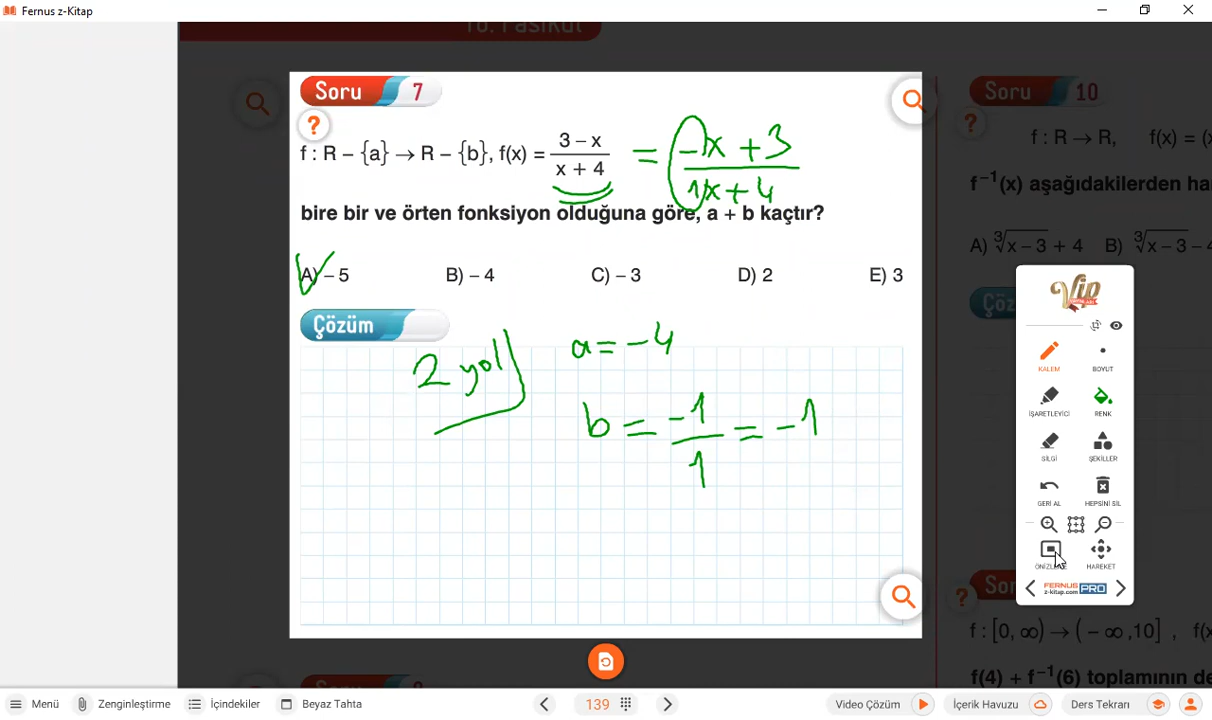 Fernus z-Kitap
Soru 7
?
f : R – {a} → R – {b}, f(x) = 3 – x / x + 4 = -1x + 3 / 1x + 4
bire bir ve örten fonksiyon olduğuna göre, a + b kaçtır?
A) – 5 B) – 4 C) – 3 D) 2 E) 3
Çözüm
2 yol
a = -4
b = -1 / 1 = -1
Soru 10
?
f : R → R, f(x) = (x
f⁻¹(x) aşağıdakilerden ha
A) ∛x – 3 + 4 B) ∛x – 3 – 4
Çöz
Vip
KALEM BOYUT
İŞARETLEYİCİ RENK
SİLGİ ŞEKİLLER
GERİ AL HEPSİNİ SİL
ÖNİZLEME HAREKET
FERNUS z-kitap.com PRO
?
f : [0, ∞) → ( – ∞ ,10] , f(x
f(4) + f⁻¹(6) toplamının de
Menü Zenginleştirme İçindekiler Beyaz Tahta 139 Video Çözüm İçerik Havuzu Ders Tekrarı